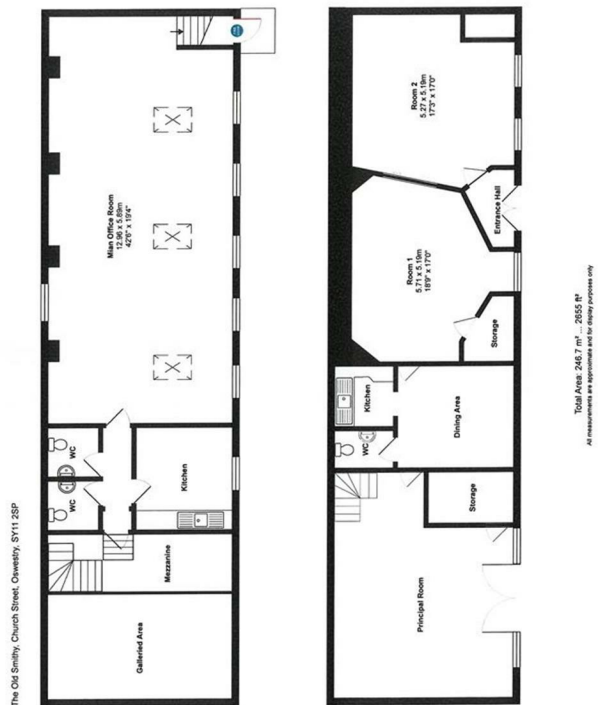 The Old Smithy, Church Street, Oswestry, SY11 2SP
Mian Office Room
12.96 x 5.89m
42'6" x 19'4"
WC
WC
Kitchen
Mezzanine
Galleried Area
Room 2
5.27 x 5.19m
17'3" x 17'0"
Entrance Hall
Room 1
5.71 x 5.19m
18'9" x 17'0"
Storage
Kitchen
WC
Dining Area
Storage
Principal Room
Total Area: 246.7 m² ... 2655 ft²
All measurements are approximate and for display purposes only